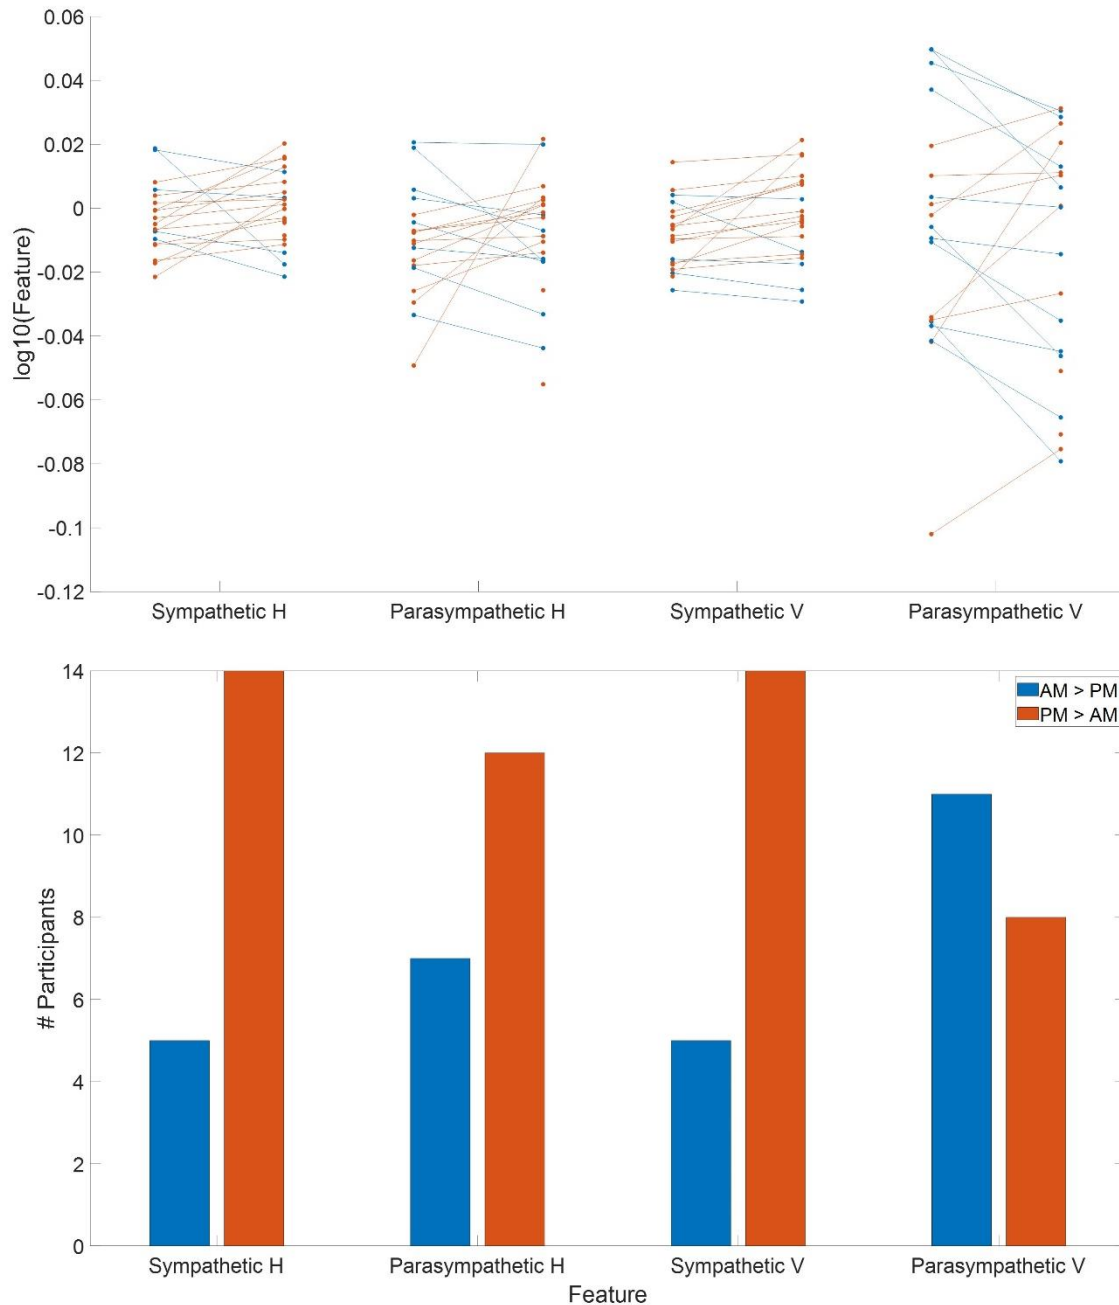 0.06
0.04
0.02
0
-0.02
-0.04
-0.06
-0.08
-0.1
-0.12
log10(Feature)
Sympathetic H Parasympathetic H Sympathetic V Parasympathetic V
14
12
10
8
6
4
2
0
# Participants
AM > PM
PM > AM
Sympathetic H Parasympathetic H Sympathetic V Parasympathetic V
Feature